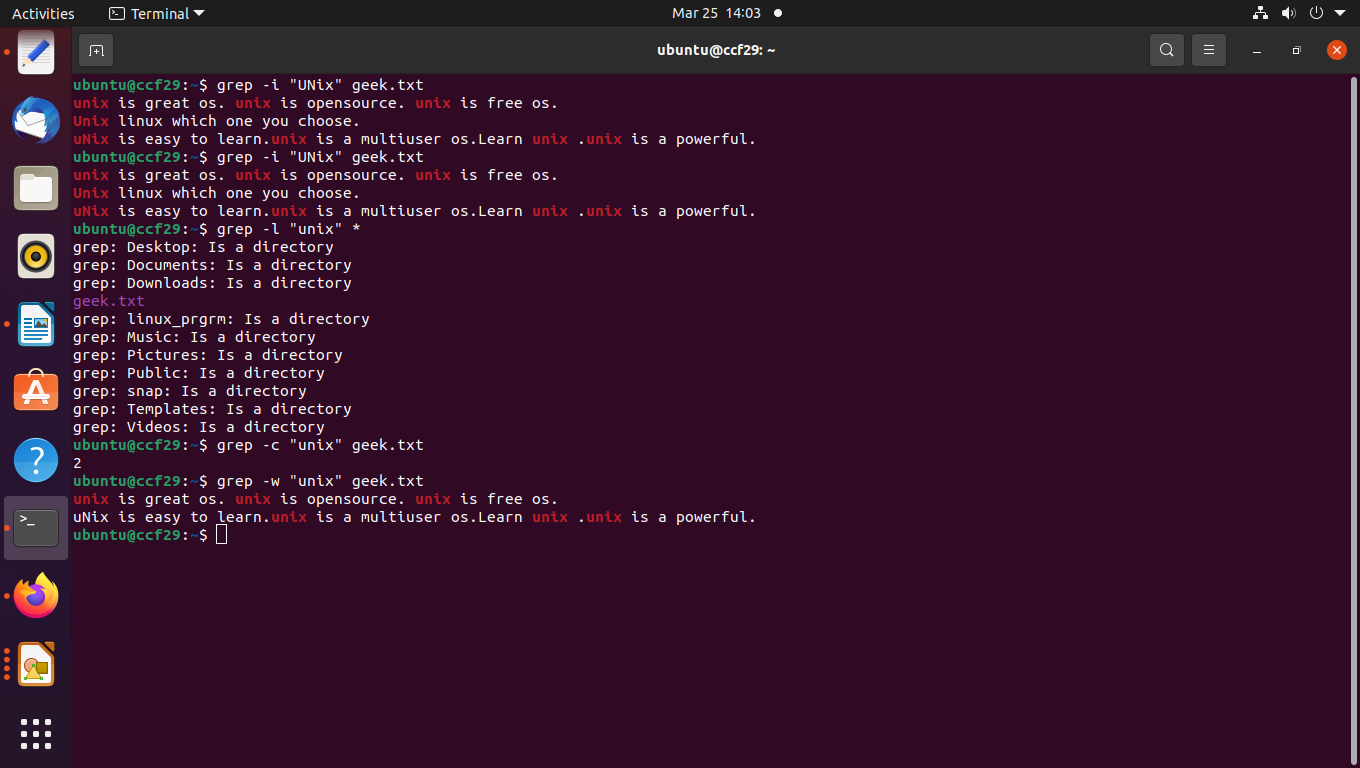 Activities Terminal Mar 25 14:03
ubuntu@ccf29: ~
ubuntu@ccf29:~$ grep -i "UNix" geek.txt
unix is great os. unix is opensource. unix is free os.
Unix linux which one you choose.
uNix is easy to learn.unix is a multiuser os.Learn unix .unix is a powerful.
ubuntu@ccf29:~$ grep -i "UNix" geek.txt
unix is great os. unix is opensource. unix is free os.
Unix linux which one you choose.
uNix is easy to learn.unix is a multiuser os.Learn unix .unix is a powerful.
ubuntu@ccf29:~$ grep -l "unix" *
grep: Desktop: Is a directory
grep: Documents: Is a directory
grep: Downloads: Is a directory
geek.txt
grep: linux_prgrm: Is a directory
grep: Music: Is a directory
grep: Pictures: Is a directory
grep: Public: Is a directory
grep: snap: Is a directory
grep: Templates: Is a directory
grep: Videos: Is a directory
ubuntu@ccf29:~$ grep -c "unix" geek.txt
2
ubuntu@ccf29:~$ grep -w "unix" geek.txt
unix is great os. unix is opensource. unix is free os.
uNix is easy to learn.unix is a multiuser os.Learn unix .unix is a powerful.
ubuntu@ccf29:~$